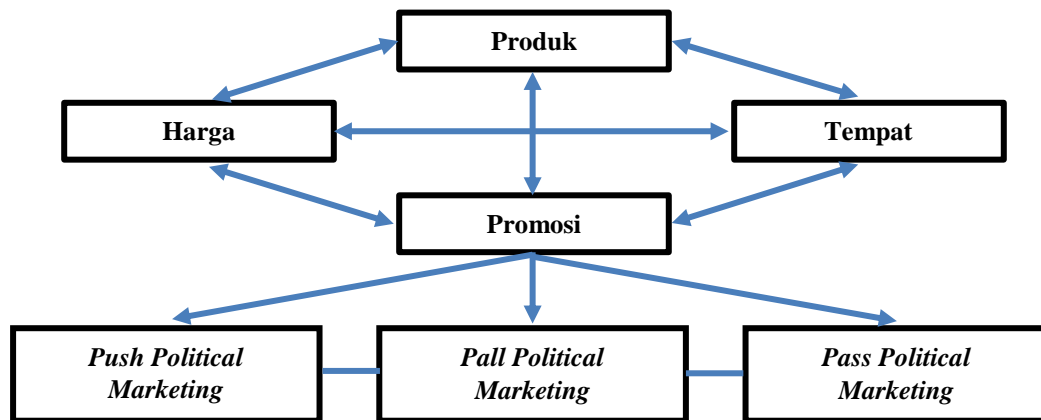 Produk
Harga
Tempat
Promosi
Push Political
Marketing
Pall Political
Marketing
Pass Political
Marketing